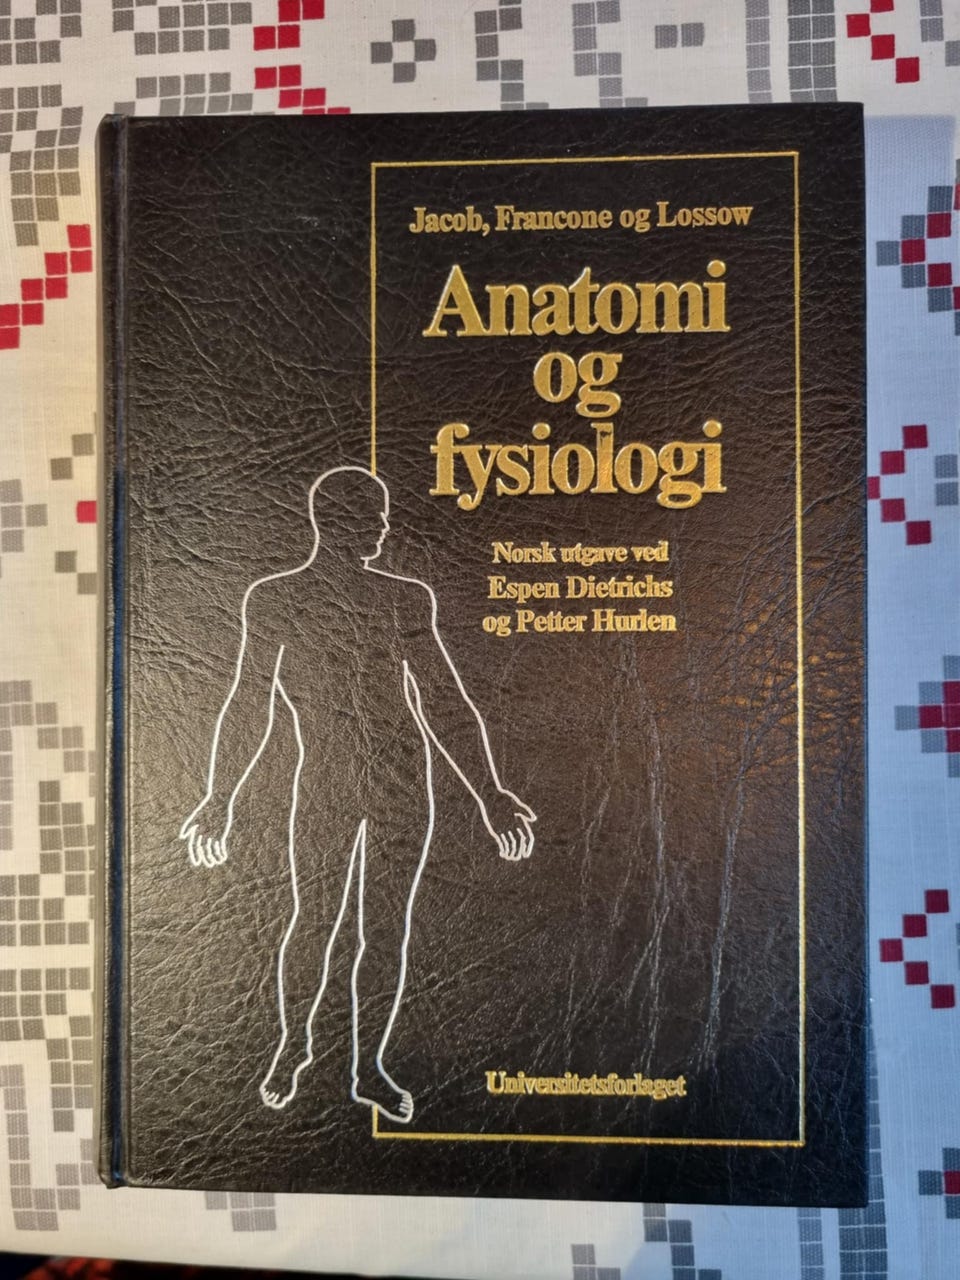 Jacob, Francone og Lossow
Anatomi
og
fysiologi
Norsk utgave ved
Espen Dietrichs
og Petter Hurlen
Universitetsforlaget